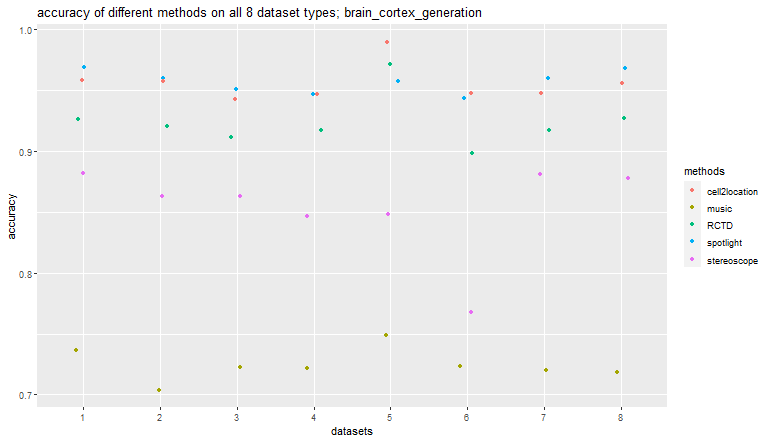 accuracy of different methods on all 8 dataset types; brain_cortex_generation
1.0
0.9
0.8
0.7
accuracy
1 2 3 4 5 6 7 8
datasets
methods
cell2location
music
RCTD
spotlight
stereoscope